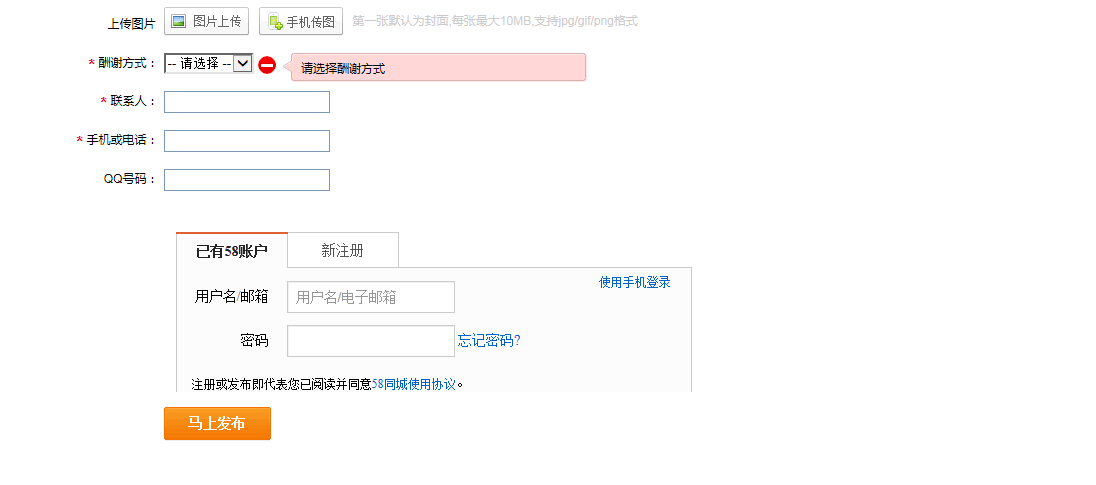 上传图片 图片上传 手机传图 第一张默认为封面,每张最大10MB,支持jpg/gif/png格式
* 酬谢方式： -- 请选择 -- 请选择酬谢方式
* 联系人：
* 手机或电话：
QQ号码：
已有58账户 新注册
使用手机登录
用户名/邮箱 用户名/电子邮箱
密码 忘记密码?
注册或发布即代表您已阅读并同意58同城使用协议。
马上发布